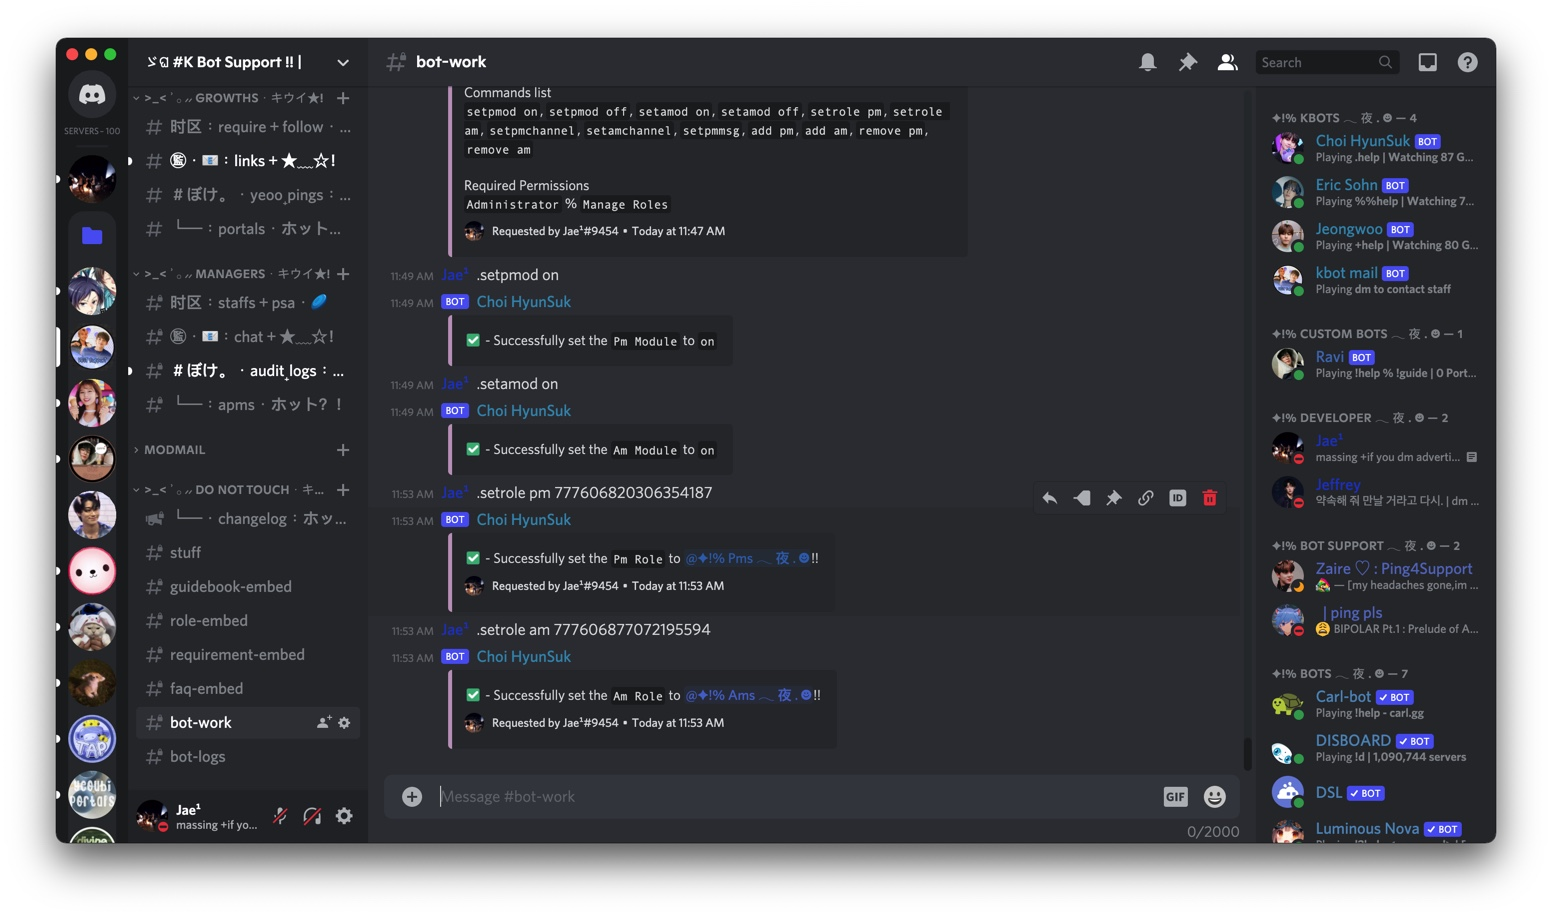 SERVERS - 100
ゞฌ #K Bot Support !! |
>_< ' ｡ ⸝⸝ GROWTHS · キウイ★!
时区：require + follow · ...
· 📧 : links + ★﹏☆!
# ぽけ。 · yeoo˛pings : ...
╰── : portals · ホット...
>_< ' ｡ ⸝⸝ MANAGERS · キウイ★!
时区：staffs + psa ·
· 📧 : chat + ★﹏☆!
# ぽけ。 · audit˛logs : ...
╰── : apms · ホット? !
MODMAIL
>_< ' ｡ ⸝⸝ DO NOT TOUCH · キ...
╰── · changelog : ホッ...
stuff
guidebook-embed
role-embed
requirement-embed
faq-embed
bot-work
bot-logs
Jae¹
massing +if yo...
TAP
bot-work
Search
Commands list
setpmod on, setpmod off, setamod on, setamod off, setrole pm, setrole
am, setpmchannel, setamchannel, setpmmsg, add pm, add am, remove pm,
remove am
Required Permissions
Administrator % Manage Roles
Requested by Jae¹#9454 • Today at 11:47 AM
11:49 AM Jae¹ .setpmod on
11:49 AM BOT Choi HyunSuk
✅ - Successfully set the Pm Module to on
11:49 AM Jae¹ .setamod on
11:49 AM BOT Choi HyunSuk
✅ - Successfully set the Am Module to on
11:53 AM Jae¹ .setrole pm 777606820306354187
ID
11:53 AM BOT Choi HyunSuk
✅ - Successfully set the Pm Role to @✦!% Pms ︵ 夜 . ☻!!
Requested by Jae¹#9454 • Today at 11:53 AM
11:53 AM Jae¹ .setrole am 777606877072195594
11:53 AM BOT Choi HyunSuk
✅ - Successfully set the Am Role to @✦!% Ams ︵ 夜 . ☻!!
Requested by Jae¹#9454 • Today at 11:53 AM
Message #bot-work
GIF
0/2000
✦!% KBOTS ︵ 夜 . ☻ — 4
Choi HyunSuk BOT
Playing .help | Watching 87 G...
Eric Sohn BOT
Playing %%help | Watching 7...
Jeongwoo BOT
Playing +help | Watching 80 G...
kbot mail BOT
Playing dm to contact staff
✦!% CUSTOM BOTS ︵ 夜 . ☻ — 1
Ravi BOT
Playing !help % !guide | 0 Port...
✦!% DEVELOPER ︵ 夜 . ☻ — 2
Jae¹
massing +if you dm adverti...
Jeffrey
약속해 줘 만날 거라고 다시. | dm ...
✦!% BOT SUPPORT ︵ 夜 . ☻ — 2
Zaire ♡ : Ping4Support
— [my headaches gone,im ...
| ping pls
😩 BIPOLAR Pt.1 : Prelude of A...
✦!% BOTS ︵ 夜 . ☻ — 7
Carl-bot ✓ BOT
Playing !help - carl.gg
DISBOARD ✓ BOT
Playing !d | 1,090,744 servers
DSL ✓ BOT
Luminous Nova ✓ BOT